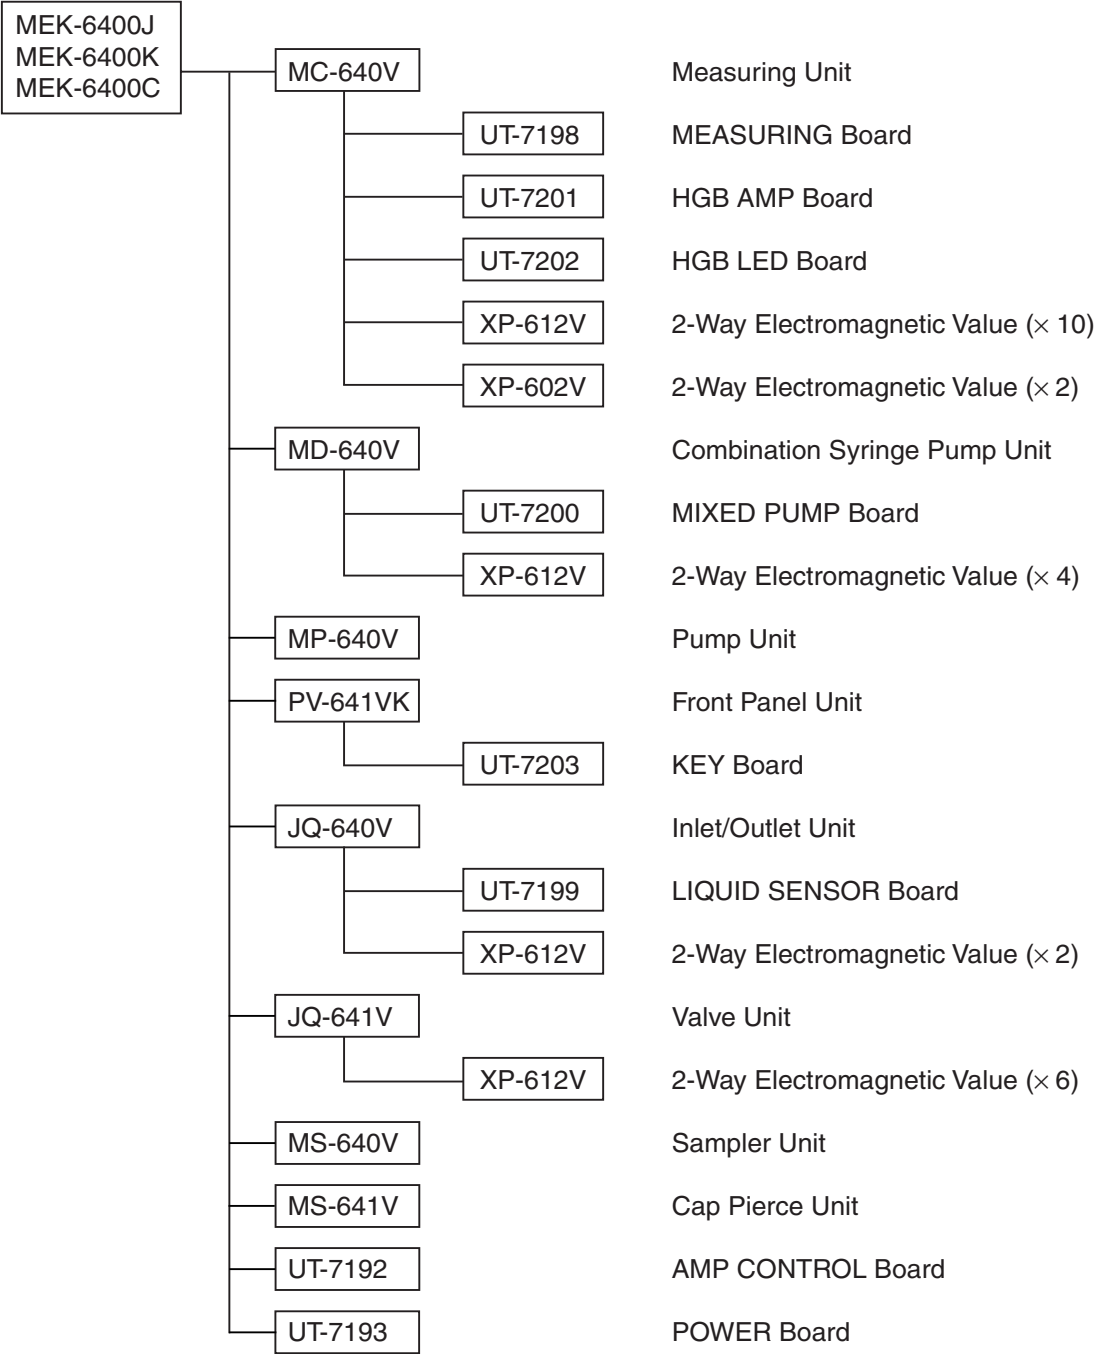 MEK-6400J
MEK-6400K
MEK-6400C
MC-640V Measuring Unit
UT-7198 MEASURING Board
UT-7201 HGB AMP Board
UT-7202 HGB LED Board
XP-612V 2-Way Electromagnetic Value (× 10)
XP-602V 2-Way Electromagnetic Value (× 2)
MD-640V Combination Syringe Pump Unit
UT-7200 MIXED PUMP Board
XP-612V 2-Way Electromagnetic Value (× 4)
MP-640V Pump Unit
PV-641VK Front Panel Unit
UT-7203 KEY Board
JQ-640V Inlet/Outlet Unit
UT-7199 LIQUID SENSOR Board
XP-612V 2-Way Electromagnetic Value (× 2)
JQ-641V Valve Unit
XP-612V 2-Way Electromagnetic Value (× 6)
MS-640V Sampler Unit
MS-641V Cap Pierce Unit
UT-7192 AMP CONTROL Board
UT-7193 POWER Board